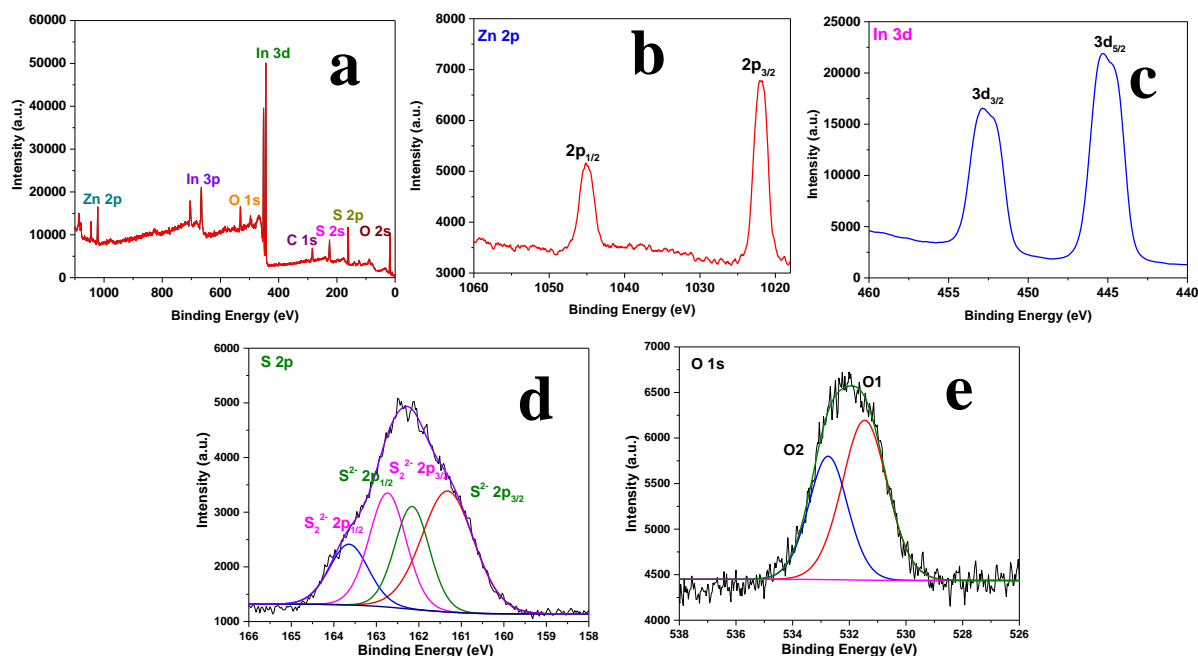 a
60000
50000
40000
30000
20000
10000
0
Intensity (a.u.)
In 3d
In 3p
Zn 2p
O 1s
S 2p
C 1s
S 2s
O 2s
1000 800 600 400 200 0
Binding Energy (eV)
b
Zn 2p
8000
7000
6000
5000
4000
3000
Intensity (a.u.)
2p3/2
2p1/2
1060 1050 1040 1030 1020
Binding Energy (eV)
c
In 3d
25000
20000
15000
10000
5000
0
Intensity (a.u.)
3d5/2
3d3/2
460 455 450 445 440
Binding Energy (eV)
d
S 2p
6000
5000
4000
3000
2000
1000
Intensity (a.u.)
S2²⁻ 2p3/2
S²⁻ 2p1/2
S²⁻ 2p3/2
S2²⁻ 2p1/2
166 165 164 163 162 161 160 159 158
Binding Energy (eV)
e
O 1s
7000
6500
6000
5500
5000
4500
4000
Intensity (a.u.)
O1
O2
538 536 534 532 530 528 526
Binding Energy (eV)